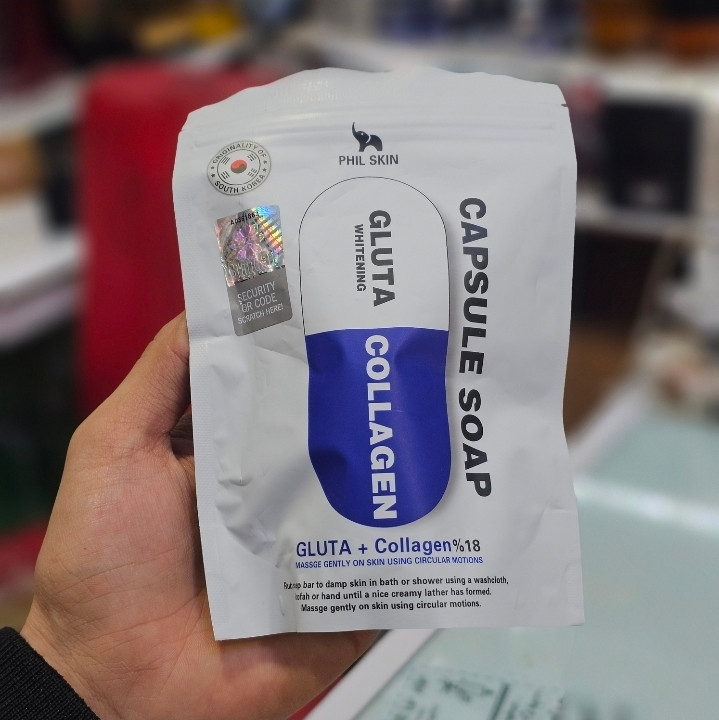 PHIL SKIN
ORIGINALITY OF
SOUTH KOREA
SECURITY
QR CODE
SCRATCH HERE!
GLUTA
WHITENING
COLLAGEN
CAPSULE SOAP
GLUTA + Collagen%18
MASSGE GENTLY ON SKIN USING CIRCULAR MOTIONS
bar to damp skin in bath or shower using a washcloth,
or hand until a nice creamy lather has formed.
Massge gently on skin using circular motions.